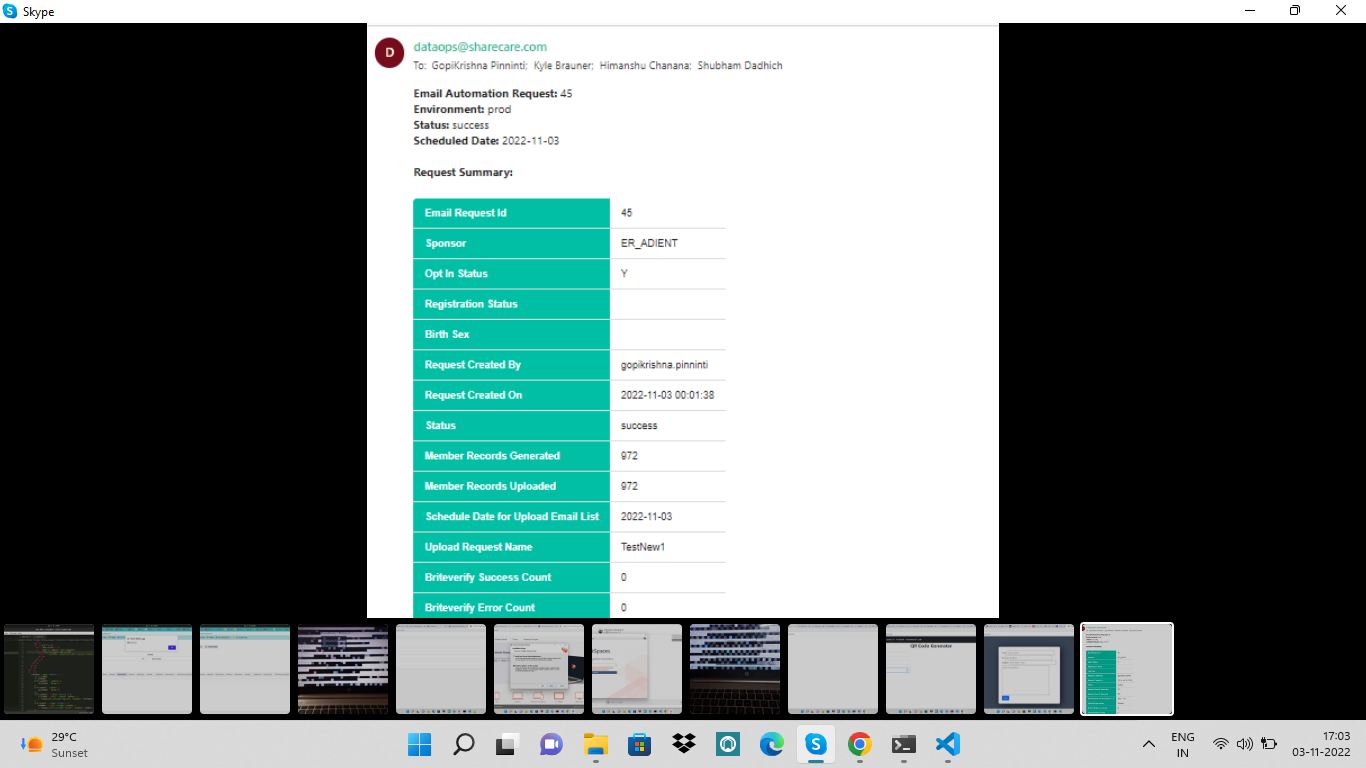 Skype
D
dataops@sharecare.com
To: GopiKrishna Pinninti; Kyle Brauner; Himanshu Chanana; Shubham Dadhich
Email Automation Request: 45
Environment: prod
Status: success
Scheduled Date: 2022-11-03
Request Summary:
Email Request Id 45
Sponsor ER_ADIENT
Opt In Status Y
Registration Status
Birth Sex
Request Created By gopikrishna.pinninti
Request Created On 2022-11-03 00:01:38
Status success
Member Records Generated 972
Member Records Uploaded 972
Schedule Date for Upload Email List 2022-11-03
Upload Request Name TestNew1
Briteverify Success Count 0
Briteverify Error Count 0
QR Code Generator
29°C
Sunset
ENG
IN
17:03
03-11-2022